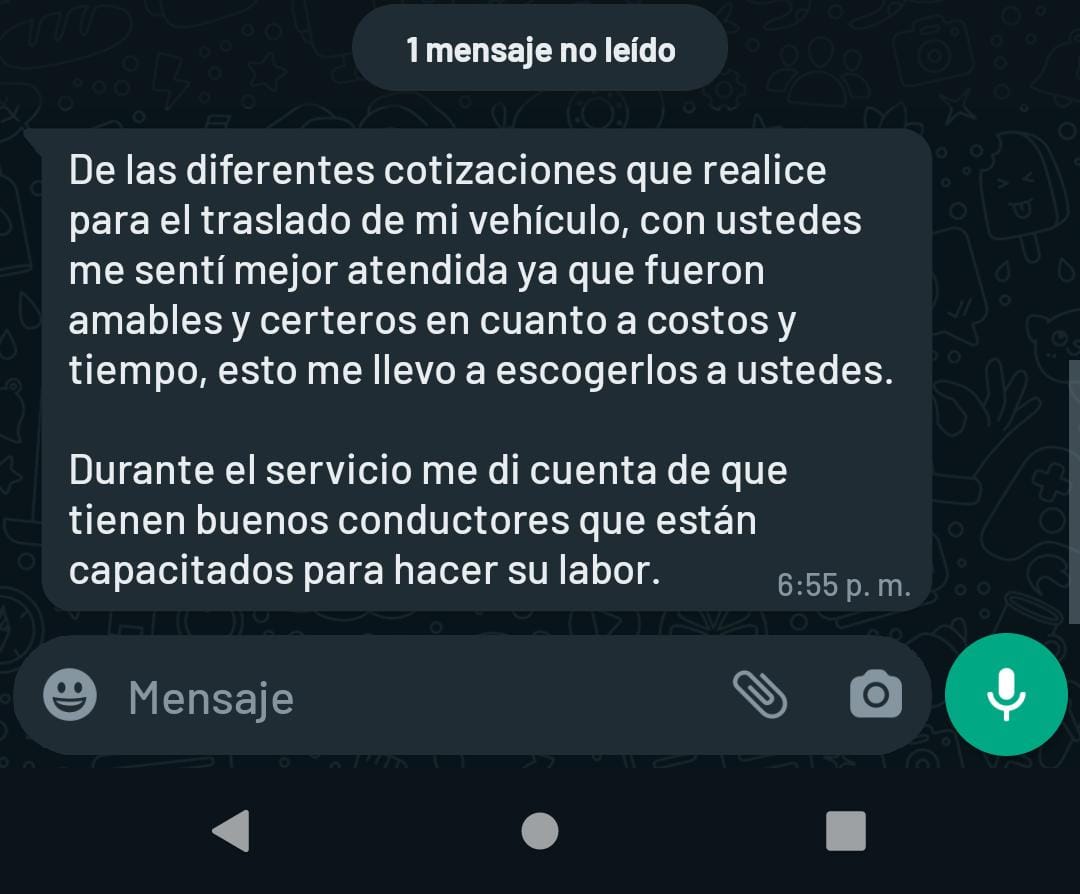 1 mensaje no leído
De las diferentes cotizaciones que realice
para el traslado de mi vehículo, con ustedes
me sentí mejor atendida ya que fueron
amables y certeros en cuanto a costos y
tiempo, esto me llevo a escogerlos a ustedes.
Durante el servicio me di cuenta de que
tienen buenos conductores que están
capacitados para hacer su labor.
6:55 p. m.
Mensaje